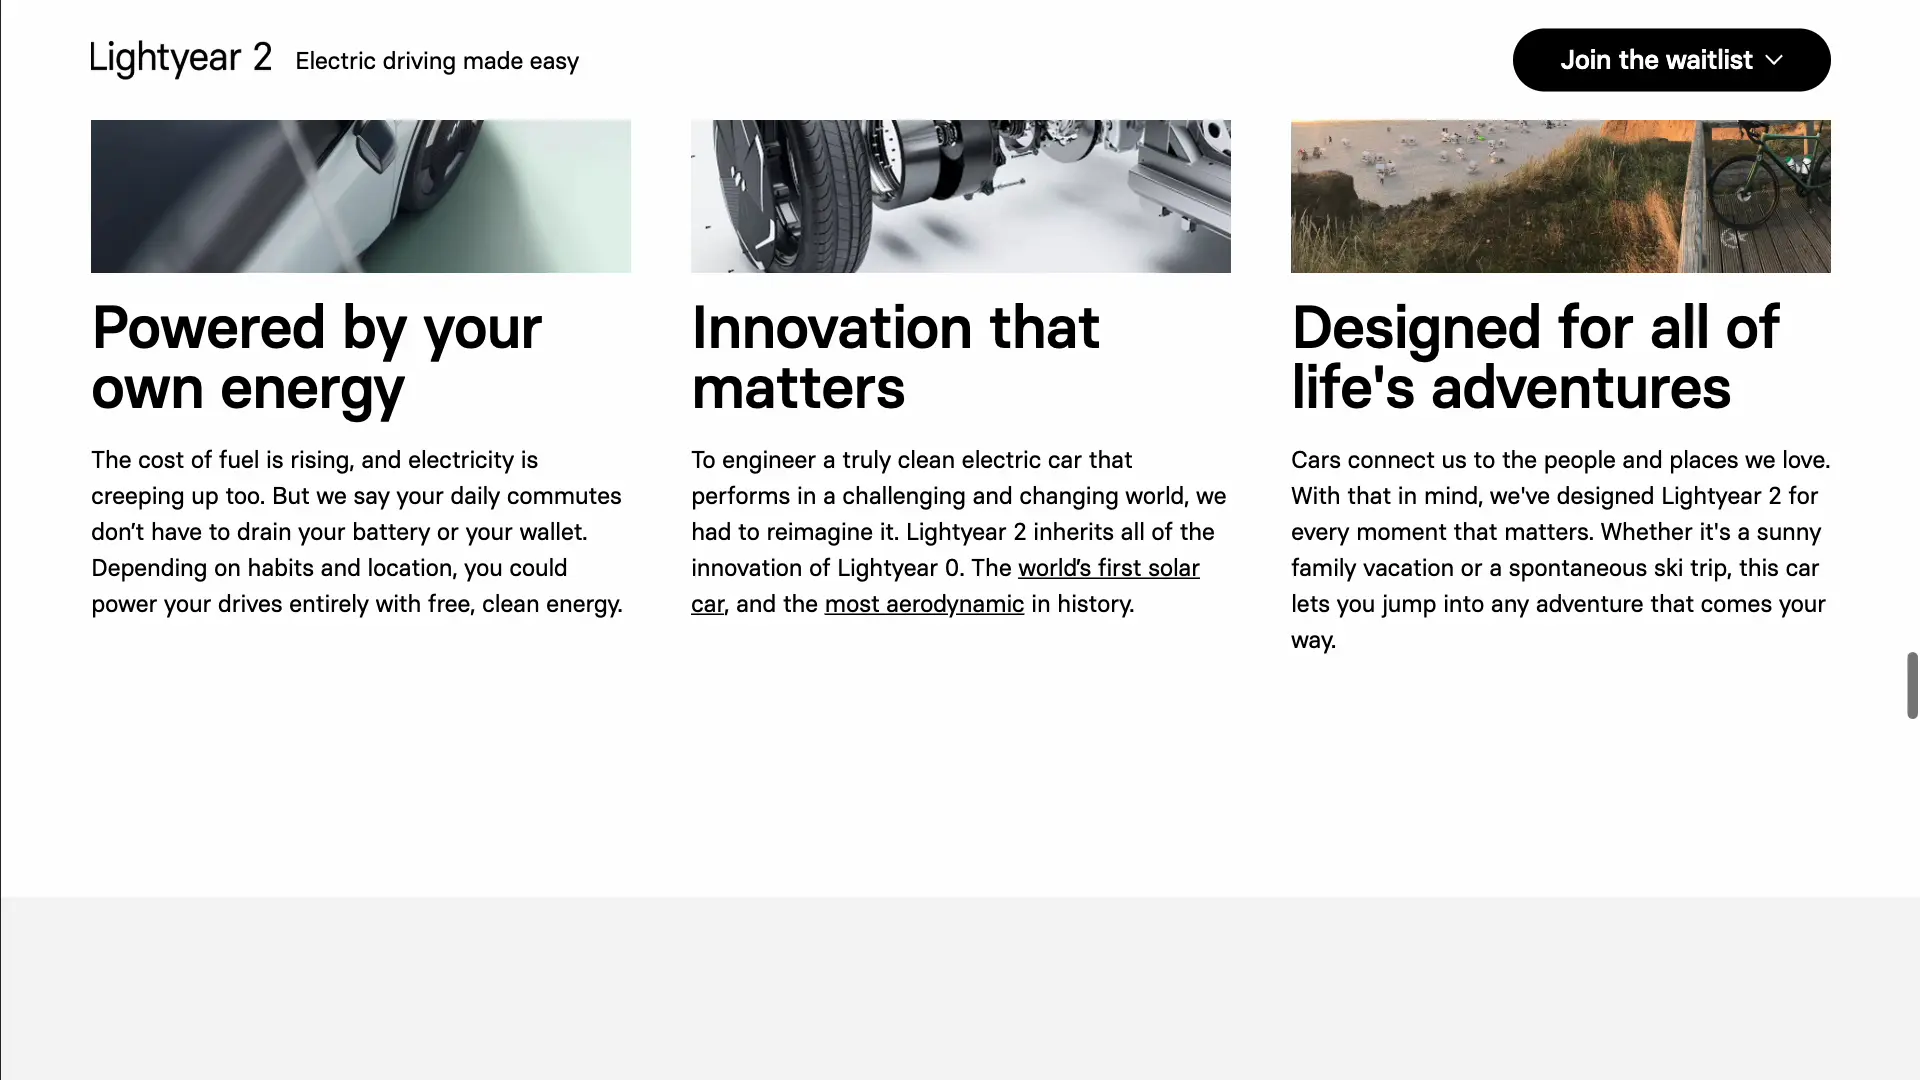 Lightyear 2 Electric driving made easy
Join the waitlist
Powered by your
own energy
The cost of fuel is rising, and electricity is
creeping up too. But we say your daily commutes
don’t have to drain your battery or your wallet.
Depending on habits and location, you could
power your drives entirely with free, clean energy.
Innovation that
matters
To engineer a truly clean electric car that
performs in a challenging and changing world, we
had to reimagine it. Lightyear 2 inherits all of the
innovation of Lightyear 0. The world’s first solar
car, and the most aerodynamic in history.
Designed for all of
life's adventures
Cars connect us to the people and places we love.
With that in mind, we've designed Lightyear 2 for
every moment that matters. Whether it's a sunny
family vacation or a spontaneous ski trip, this car
lets you jump into any adventure that comes your
way.